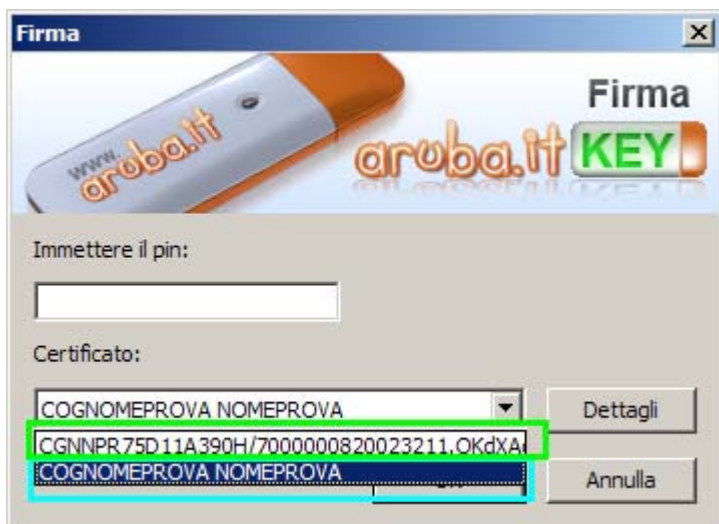 Firma
www.
aruba.it
Firma
aruba.it KEY
Immettere il pin:
Certificato:
COGNOMEPROVA NOMEPROVA
Dettagli
CGNNPR75D11A390H/7000000820023211.OKdXA
COGNOMEPROVA NOMEPROVA
Annulla